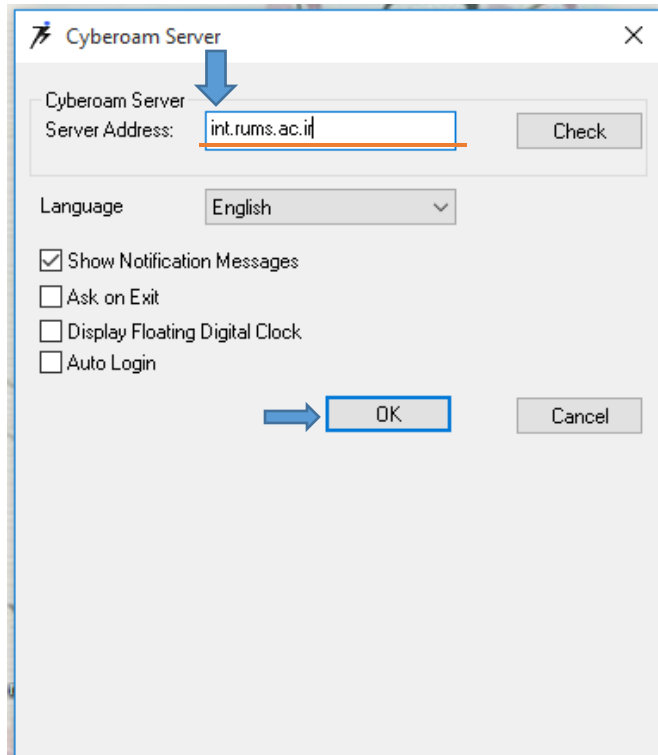 Cyberoam Server
Cyberoam Server
Server Address: int.rums.ac.ir Check
Language English
Show Notification Messages
Ask on Exit
Display Floating Digital Clock
Auto Login
OK Cancel